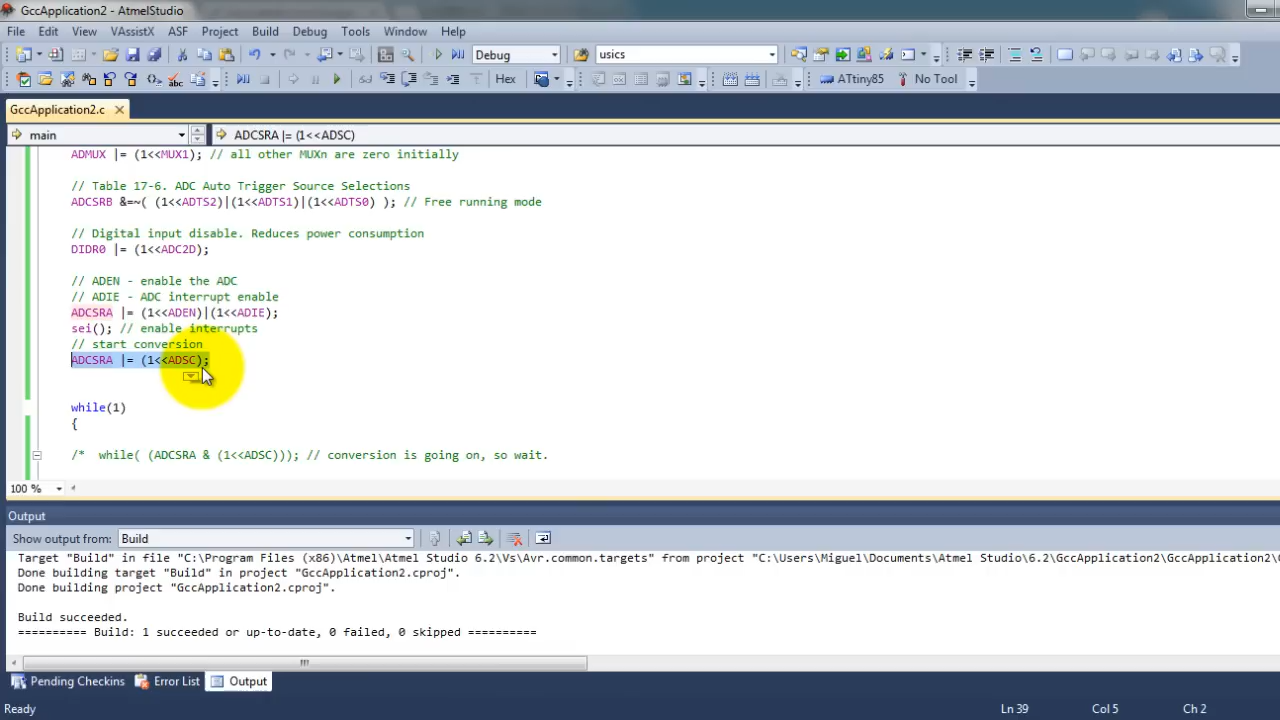 GccApplication2 - AtmelStudio
File Edit View VAssistX ASF Project Build Debug Tools Window Help
Debug usics
Hex ATtiny85 No Tool
GccApplication2.c
main ADCSRA |= (1<<ADSC)
ADMUX |= (1<<MUX1); // all other MUXn are zero initially
// Table 17-6. ADC Auto Trigger Source Selections
ADCSRB &=~( (1<<ADTS2)|(1<<ADTS1)|(1<<ADTS0) ); // Free running mode
// Digital input disable. Reduces power consumption
DIDR0 |= (1<<ADC2D);
// ADEN - enable the ADC
// ADIE - ADC interrupt enable
ADCSRA |= (1<<ADEN)|(1<<ADIE);
sei(); // enable interrupts
// start conversion
ADCSRA |= (1<<ADSC);
while(1)
{
/* while( (ADCSRA & (1<<ADSC))); // conversion is going on, so wait.
100 %
Output
Show output from: Build
Target "Build" in file "C:\Program Files (x86)\Atmel\Atmel Studio 6.2\Vs\Avr.common.targets" from project "C:\Users\Miguel\Documents\Atmel Studio\6.2\GccApplication2\GccApplication2\G
Done building target "Build" in project "GccApplication2.cproj".
Done building project "GccApplication2.cproj".
Build succeeded.
========== Build: 1 succeeded or up-to-date, 0 failed, 0 skipped ==========
Pending Checkins Error List Output
Ready Ln 39 Col 5 Ch 2